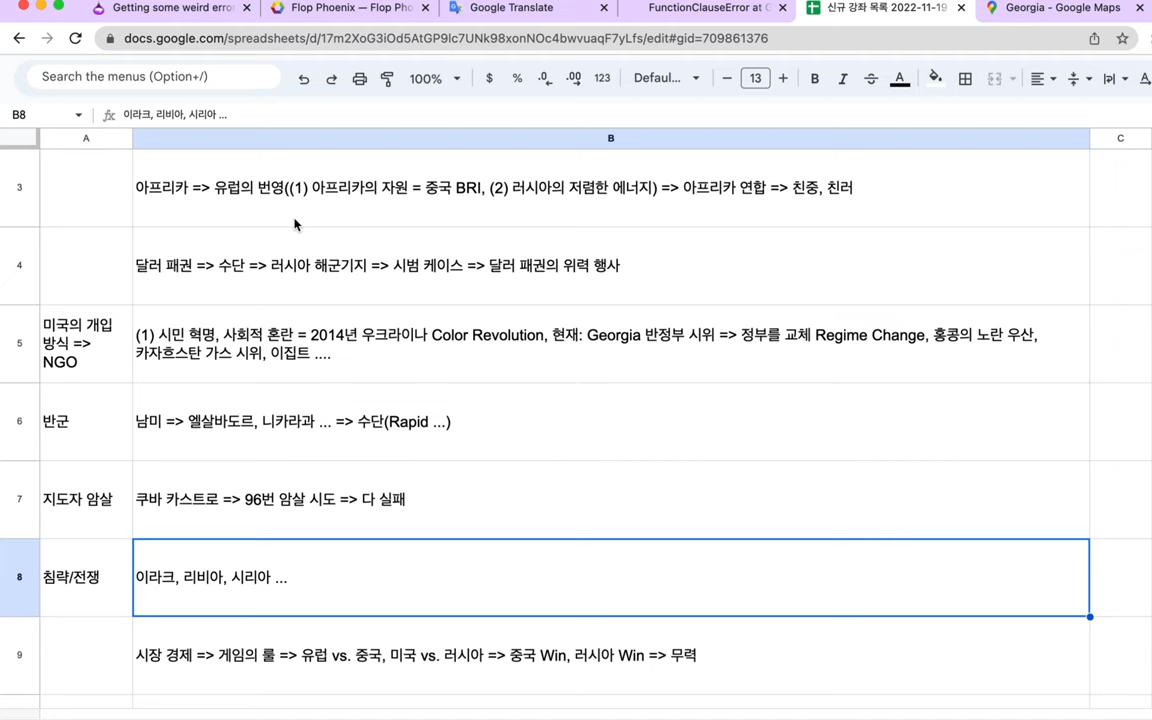 Getting some weird erro
Flop Phoenix — Flop Pho
Google Translate
FunctionClauseError at G
신규 강좌 목록 2022-11-19
Georgia - Google Maps
docs.google.com/spreadsheets/d/17m2XoG3iOd5AtGP9lc7UNk98xonNOc4bwvuaqF7yLfs/edit#gid=709861376
Search the menus (Option+/)
100%
$ % .0 .00 123
Defaul...
13
B I S A
B8
fx 이라크, 리비아, 시리아 ...
A B C
3
아프리카 => 유럽의 번영((1) 아프리카의 자원 = 중국 BRI, (2) 러시아의 저렴한 에너지) => 아프리카 연합 => 친중, 친러
4
달러 패권 => 수단 => 러시아 해군기지 => 시범 케이스 => 달러 패권의 위력 행사
5
미국의 개입
방식 =>
NGO
(1) 시민 혁명, 사회적 혼란 = 2014년 우크라이나 Color Revolution, 현재: Georgia 반정부 시위 => 정부를 교체 Regime Change, 홍콩의 노란 우산,
카자흐스탄 가스 시위, 이집트 ....
6
반군
남미 => 엘살바도르, 니카라과 ... => 수단(Rapid ...)
7
지도자 암살
쿠바 카스트로 => 96번 암살 시도 => 다 실패
8
침략/전쟁
이라크, 리비아, 시리아 ...
9
시장 경제 => 게임의 룰 => 유럽 vs. 중국, 미국 vs. 러시아 => 중국 Win, 러시아 Win => 무력